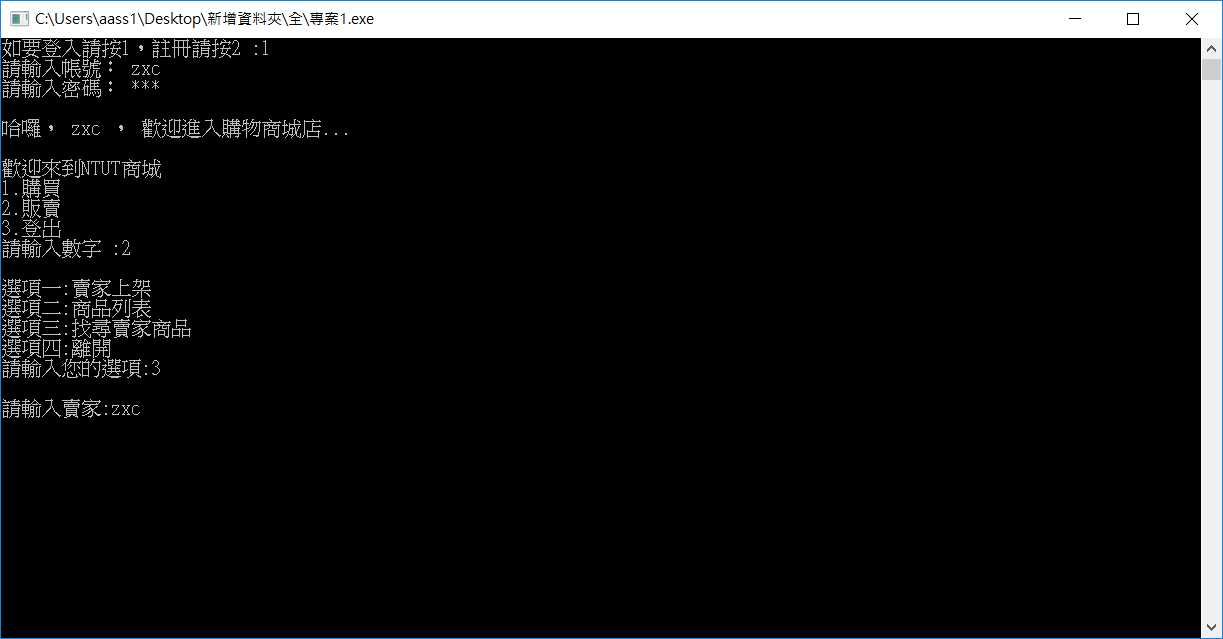 C:\Users\aass1\Desktop\新增資料夾\全\專案1.exe
如要登入請按1，註冊請按2 :1
請輸入帳號： zxc
請輸入密碼： ***
哈囉， zxc ， 歡迎進入購物商城店...
歡迎來到NTUT商城
1.購買
2.販賣
3.登出
請輸入數字 :2
選項一:賣家上架
選項二:商品列表
選項三:找尋賣家商品
選項四:離開
請輸入您的選項:3
請輸入賣家:zxc